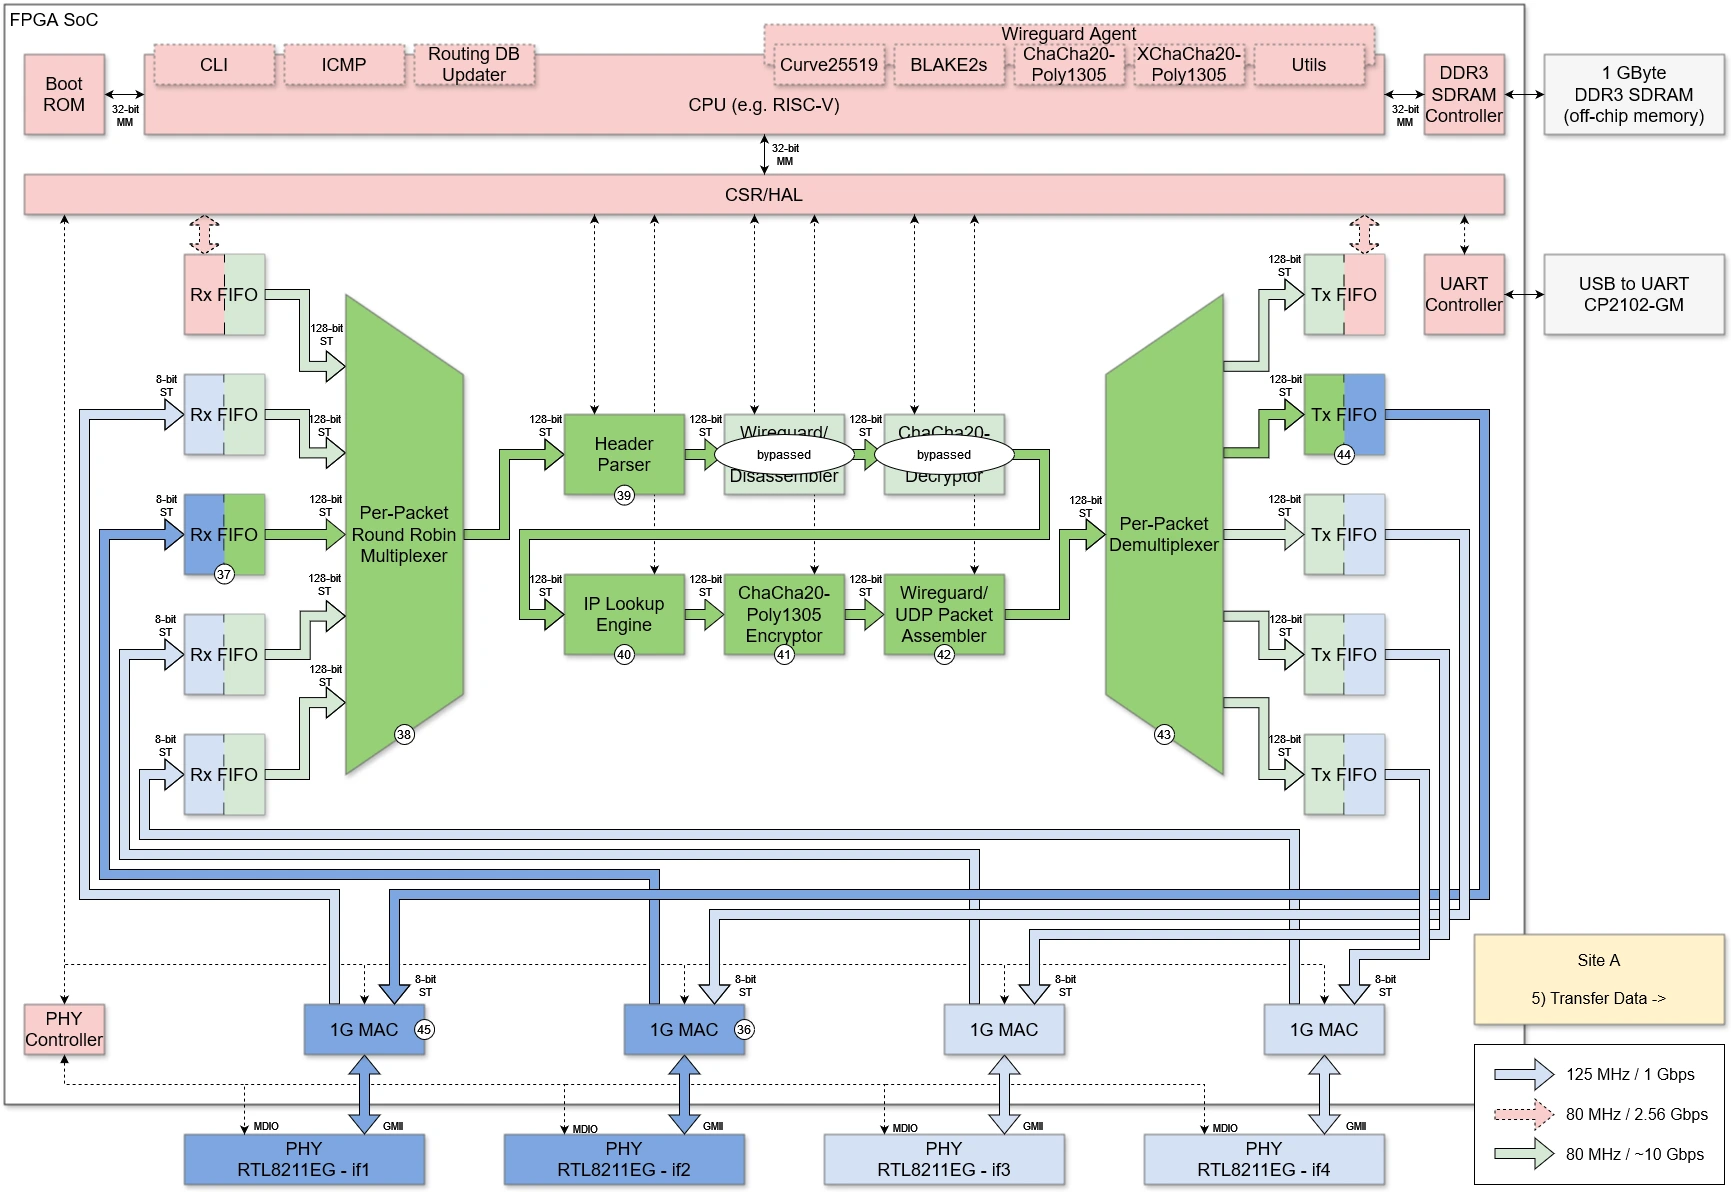 FPGA SoC
Wireguard Agent
CLI
ICMP
Routing DB
Updater
Curve25519
BLAKE2s
ChaCha20-
Poly1305
XChaCha20-
Poly1305
Utils
Boot
ROM
32-bit
MM
CPU (e.g. RISC-V)
32-bit
MM
DDR3
SDRAM
Controller
1 GByte
DDR3 SDRAM
(off-chip memory)
32-bit
MM
CSR/HAL
Rx FIFO
128-bit
ST
8-bit
ST
Rx FIFO
128-bit
ST
8-bit
ST
Rx FIFO
37
128-bit
ST
8-bit
ST
Rx FIFO
128-bit
ST
8-bit
ST
Rx FIFO
128-bit
ST
Per-Packet
Round Robin
Multiplexer
38
128-bit
ST
Header
Parser
39
128-bit
ST
Wireguard/
bypassed
Disassembler
128-bit
ST
ChaCha20-
bypassed
Decryptor
128-bit
ST
IP Lookup
Engine
40
128-bit
ST
ChaCha20-
Poly1305
Encryptor
41
128-bit
ST
Wireguard/
UDP Packet
Assembler
42
128-bit
ST
Per-Packet
Demultiplexer
43
128-bit
ST
Tx FIFO
128-bit
ST
Tx FIFO
44
128-bit
ST
Tx FIFO
128-bit
ST
Tx FIFO
128-bit
ST
Tx FIFO
UART
Controller
USB to UART
CP2102-GM
PHY
Controller
8-bit
ST
1G MAC
45
8-bit
ST
1G MAC
36
8-bit
ST
1G MAC
8-bit
ST
1G MAC
MDIO
GMII
MDIO
GMII
MDIO
GMII
MDIO
GMII
PHY
RTL8211EG - if1
PHY
RTL8211EG - if2
PHY
RTL8211EG - if3
PHY
RTL8211EG - if4
Site A
5) Transfer Data ->
125 MHz / 1 Gbps
80 MHz / 2.56 Gbps
80 MHz / ~10 Gbps